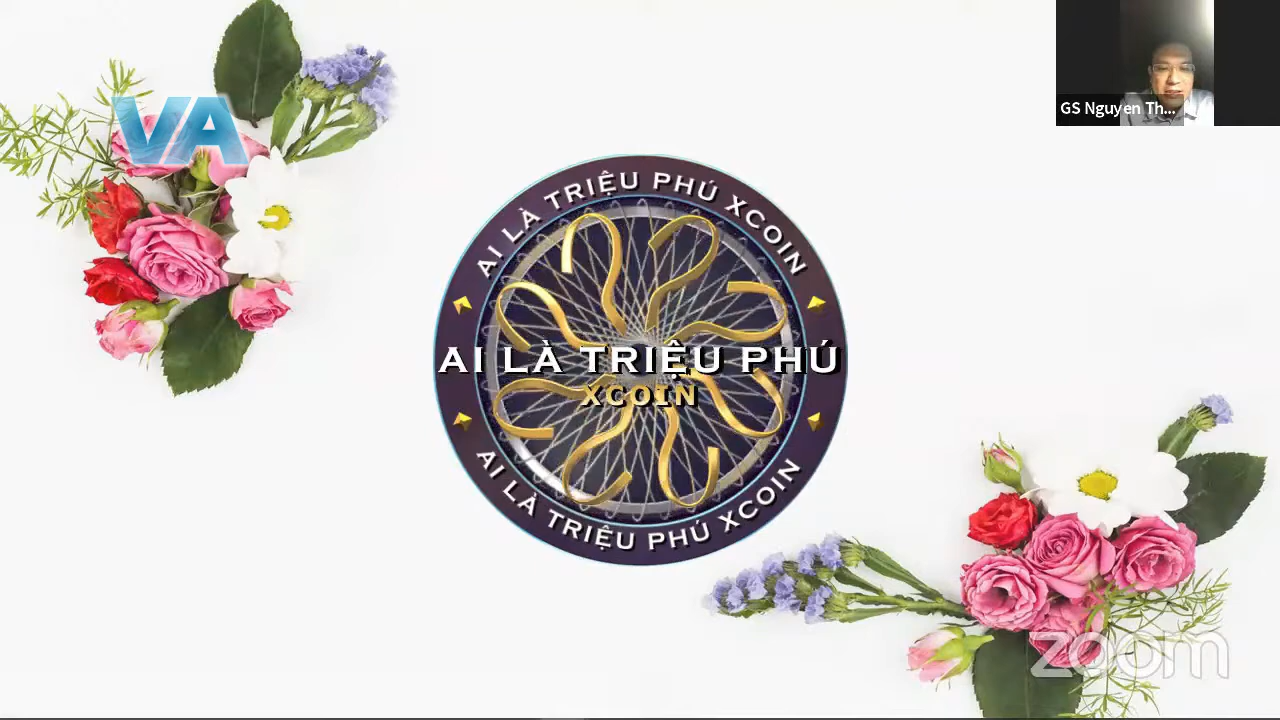 VA
GS Nguyen Th...
AI LÀ TRIỆU PHÚ XCOIN
AI LÀ TRIỆU PHÚ
XCOIN
AI LÀ TRIỆU PHÚ XCOIN
zoom